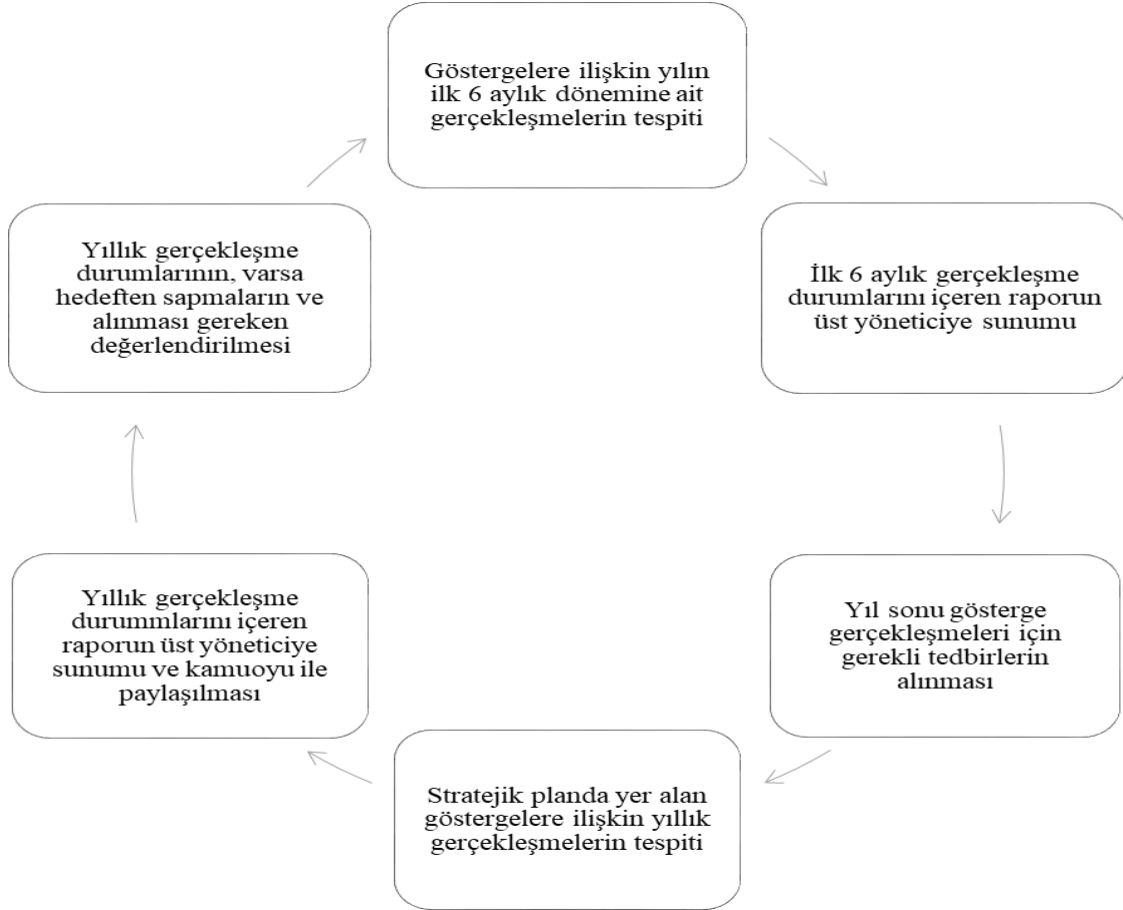 Göstergelere ilişkin yılın
ilk 6 aylık dönemine ait
gerçekleşmelerin tespiti
İlk 6 aylık gerçekleşme
durumlarını içeren raporun
üst yöneticiye sunumu
Yıl sonu gösterge
gerçekleşmeleri için
gerekli tedbirlerin
alınması
Stratejik planda yer alan
göstergelere ilişkin yıllık
gerçekleşmelerin tespiti
Yıllık gerçekleşme
durummlarını içeren
raporun üst yöneticiye
sunumu ve kamuoyu ile
paylaşılması
Yıllık gerçekleşme
durumlarının, varsa
hedeften sapmaların ve
alınması gereken
değerlendirilmesi